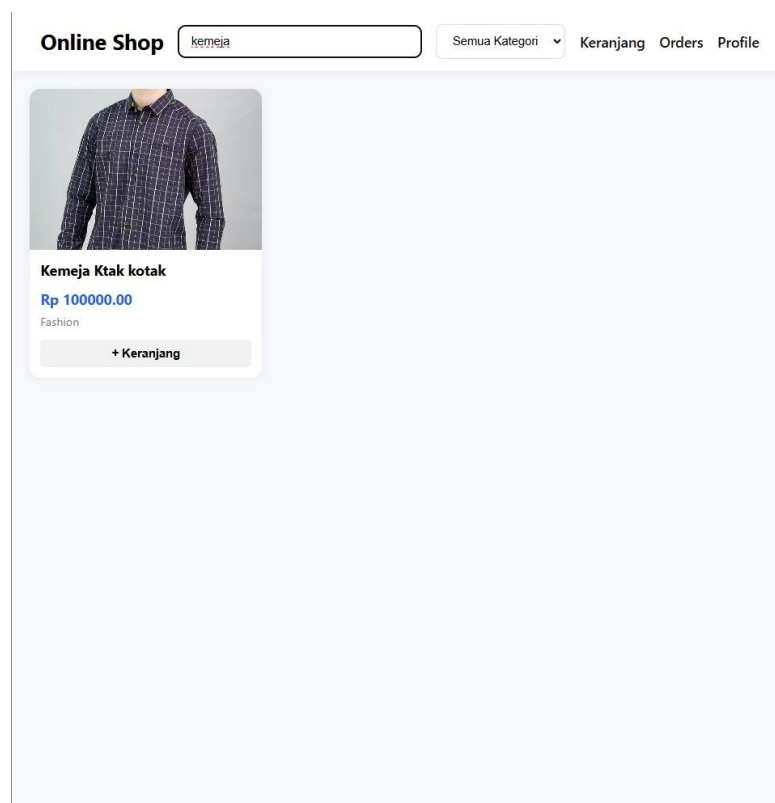 Online Shop kemeja Semua Kategori Keranjang Orders Profile
Kemeja Ktak kotak
Rp 100000.00
Fashion
+ Keranjang